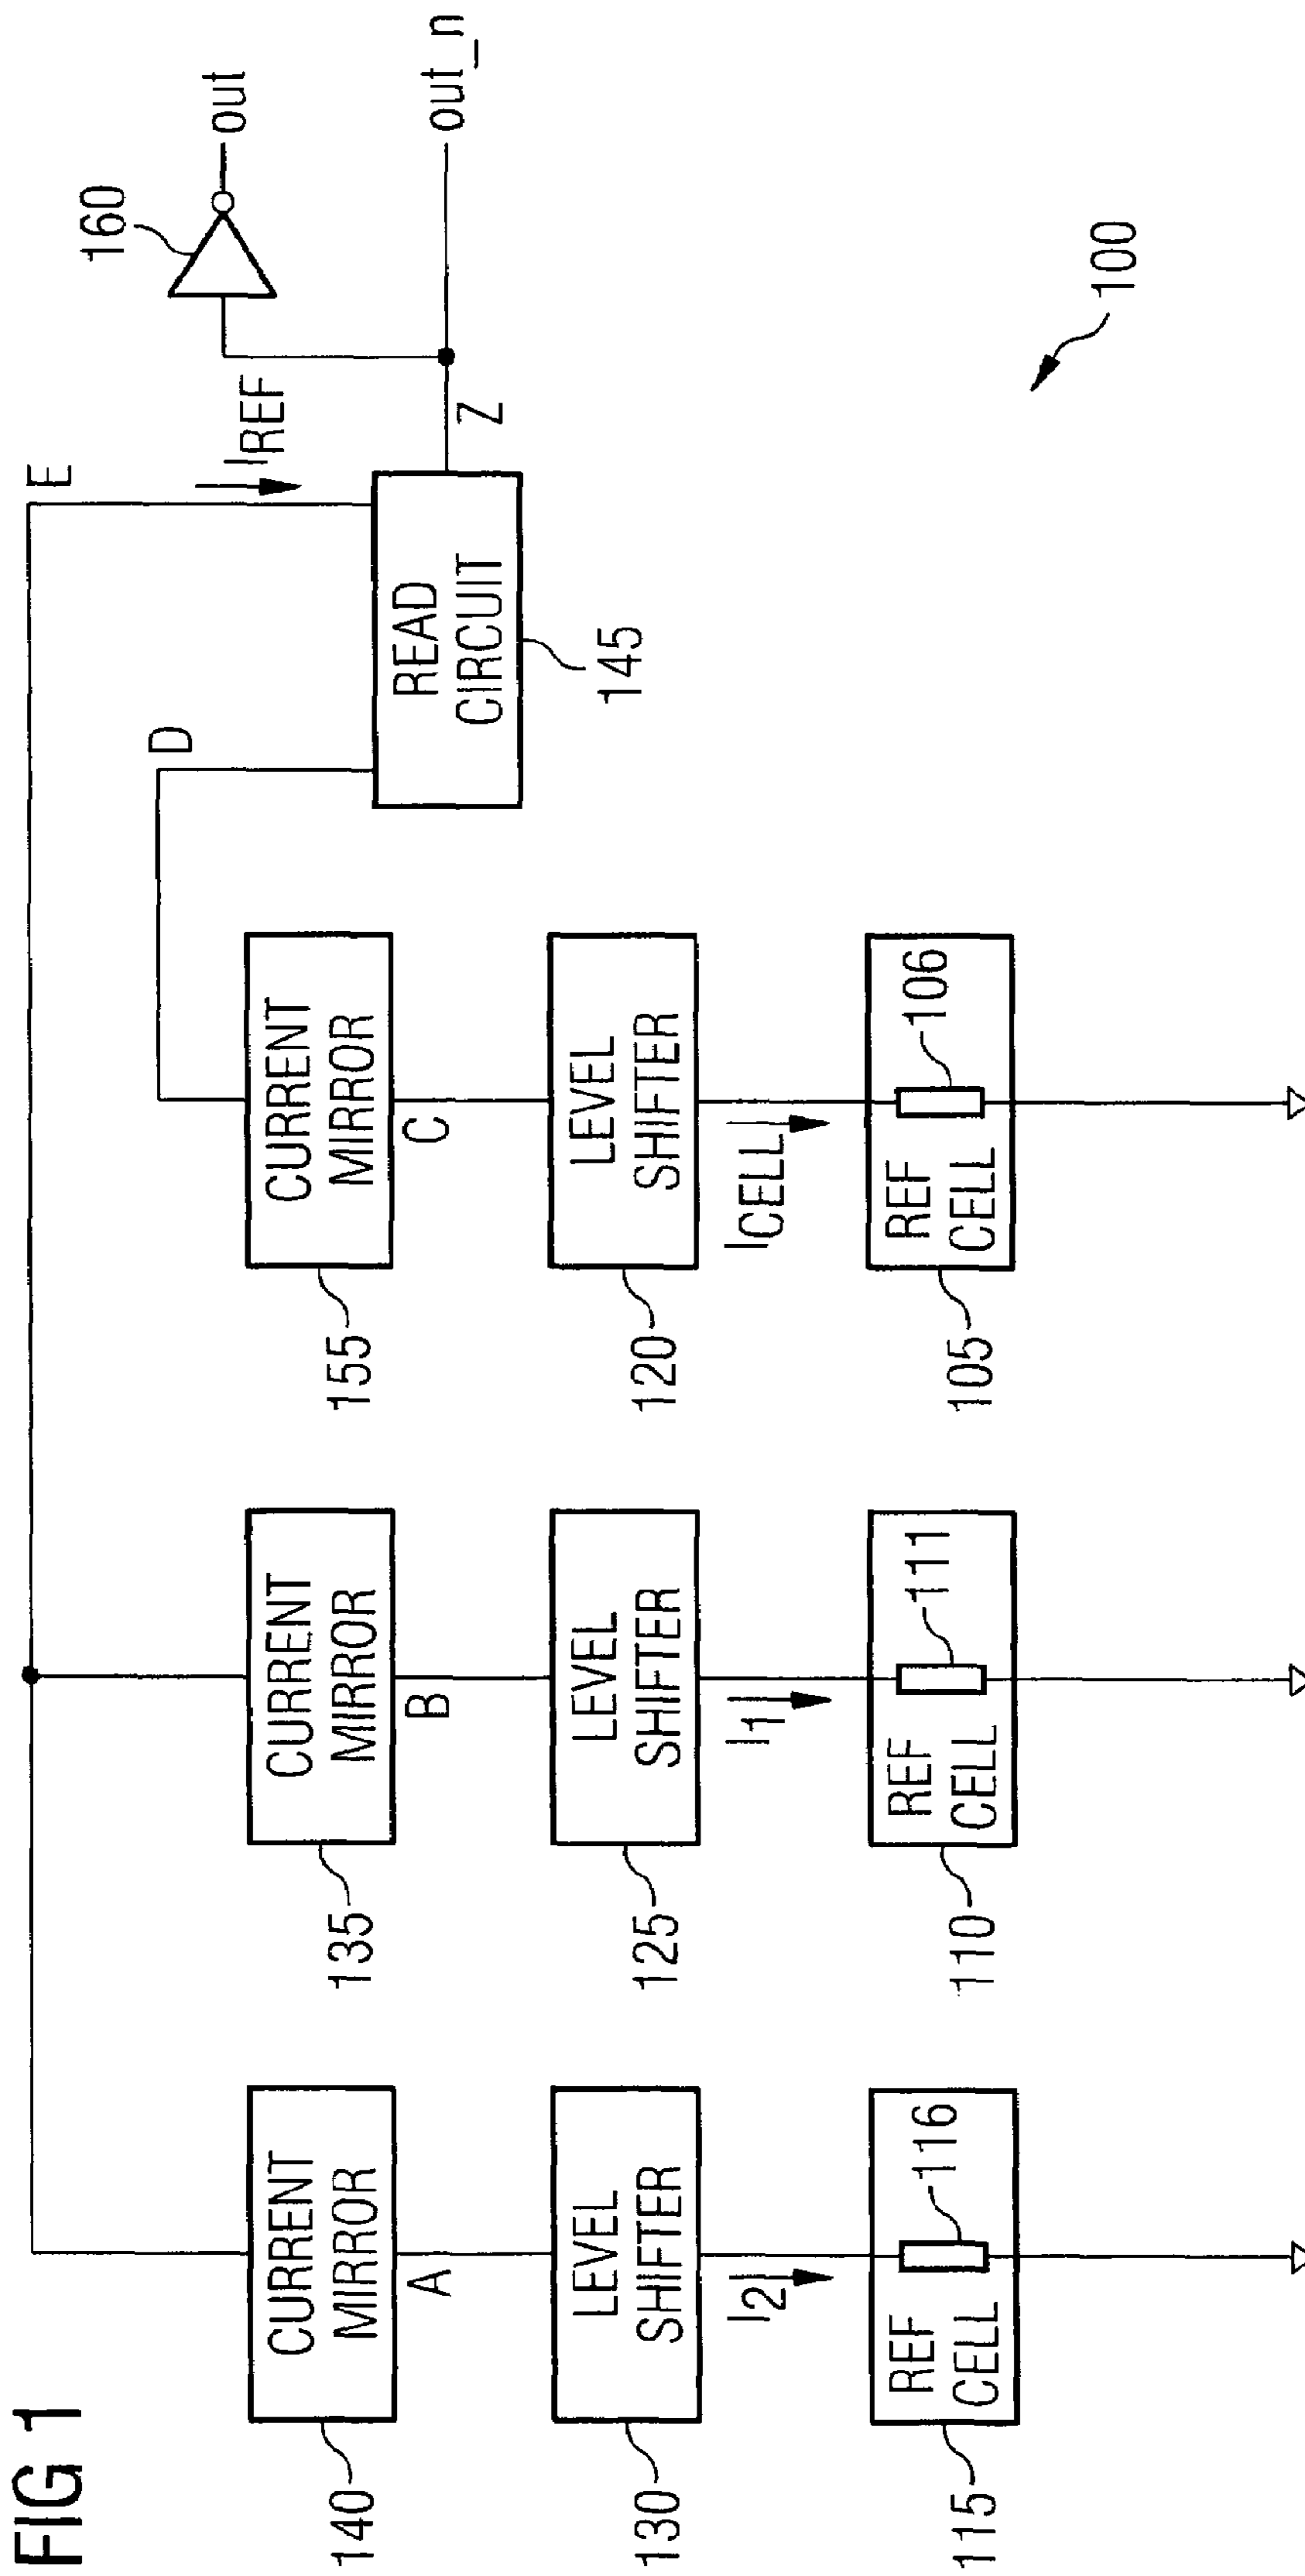 FIG 1
E
D
IREF
160
out
out_n
Z
READ
CIRCUIT
145
100
CURRENT
MIRROR
140
A
CURRENT
MIRROR
135
B
CURRENT
MIRROR
155
C
LEVEL
SHIFTER
130
LEVEL
SHIFTER
125
LEVEL
SHIFTER
120
I2
I1
ICELL
REF
CELL
116
115
REF
CELL
111
110
REF
CELL
106
105